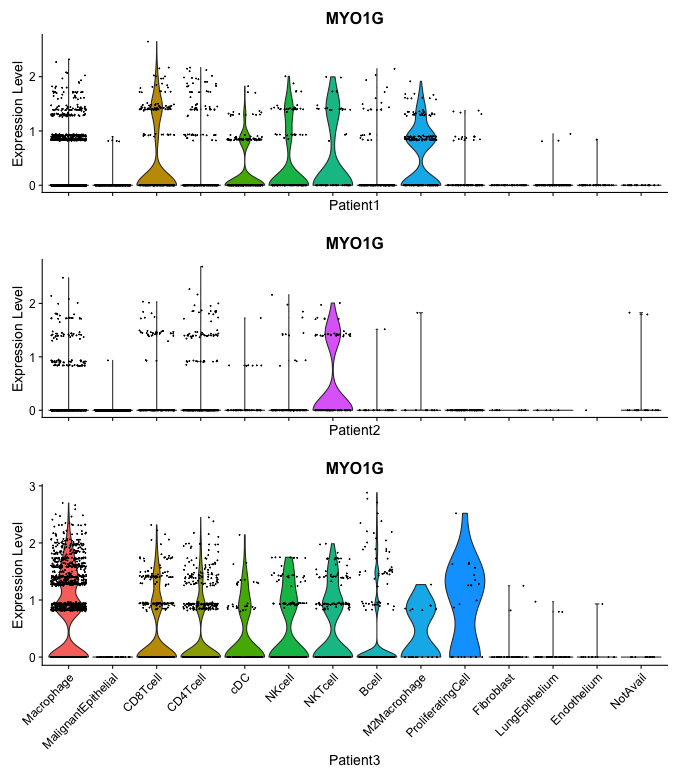 MYO1G
Expression Level
2
1
0
Patient1
MYO1G
Expression Level
2
1
0
Patient2
MYO1G
Expression Level
3
2
1
0
Macrophage
MalignantEpithelial
CD8Tcell
CD4Tcell
cDC
NKcell
NKTcell
Bcell
M2Macrophage
ProliferatingCell
Fibroblast
LungEpithelium
Endothelium
NotAvail
Patient3